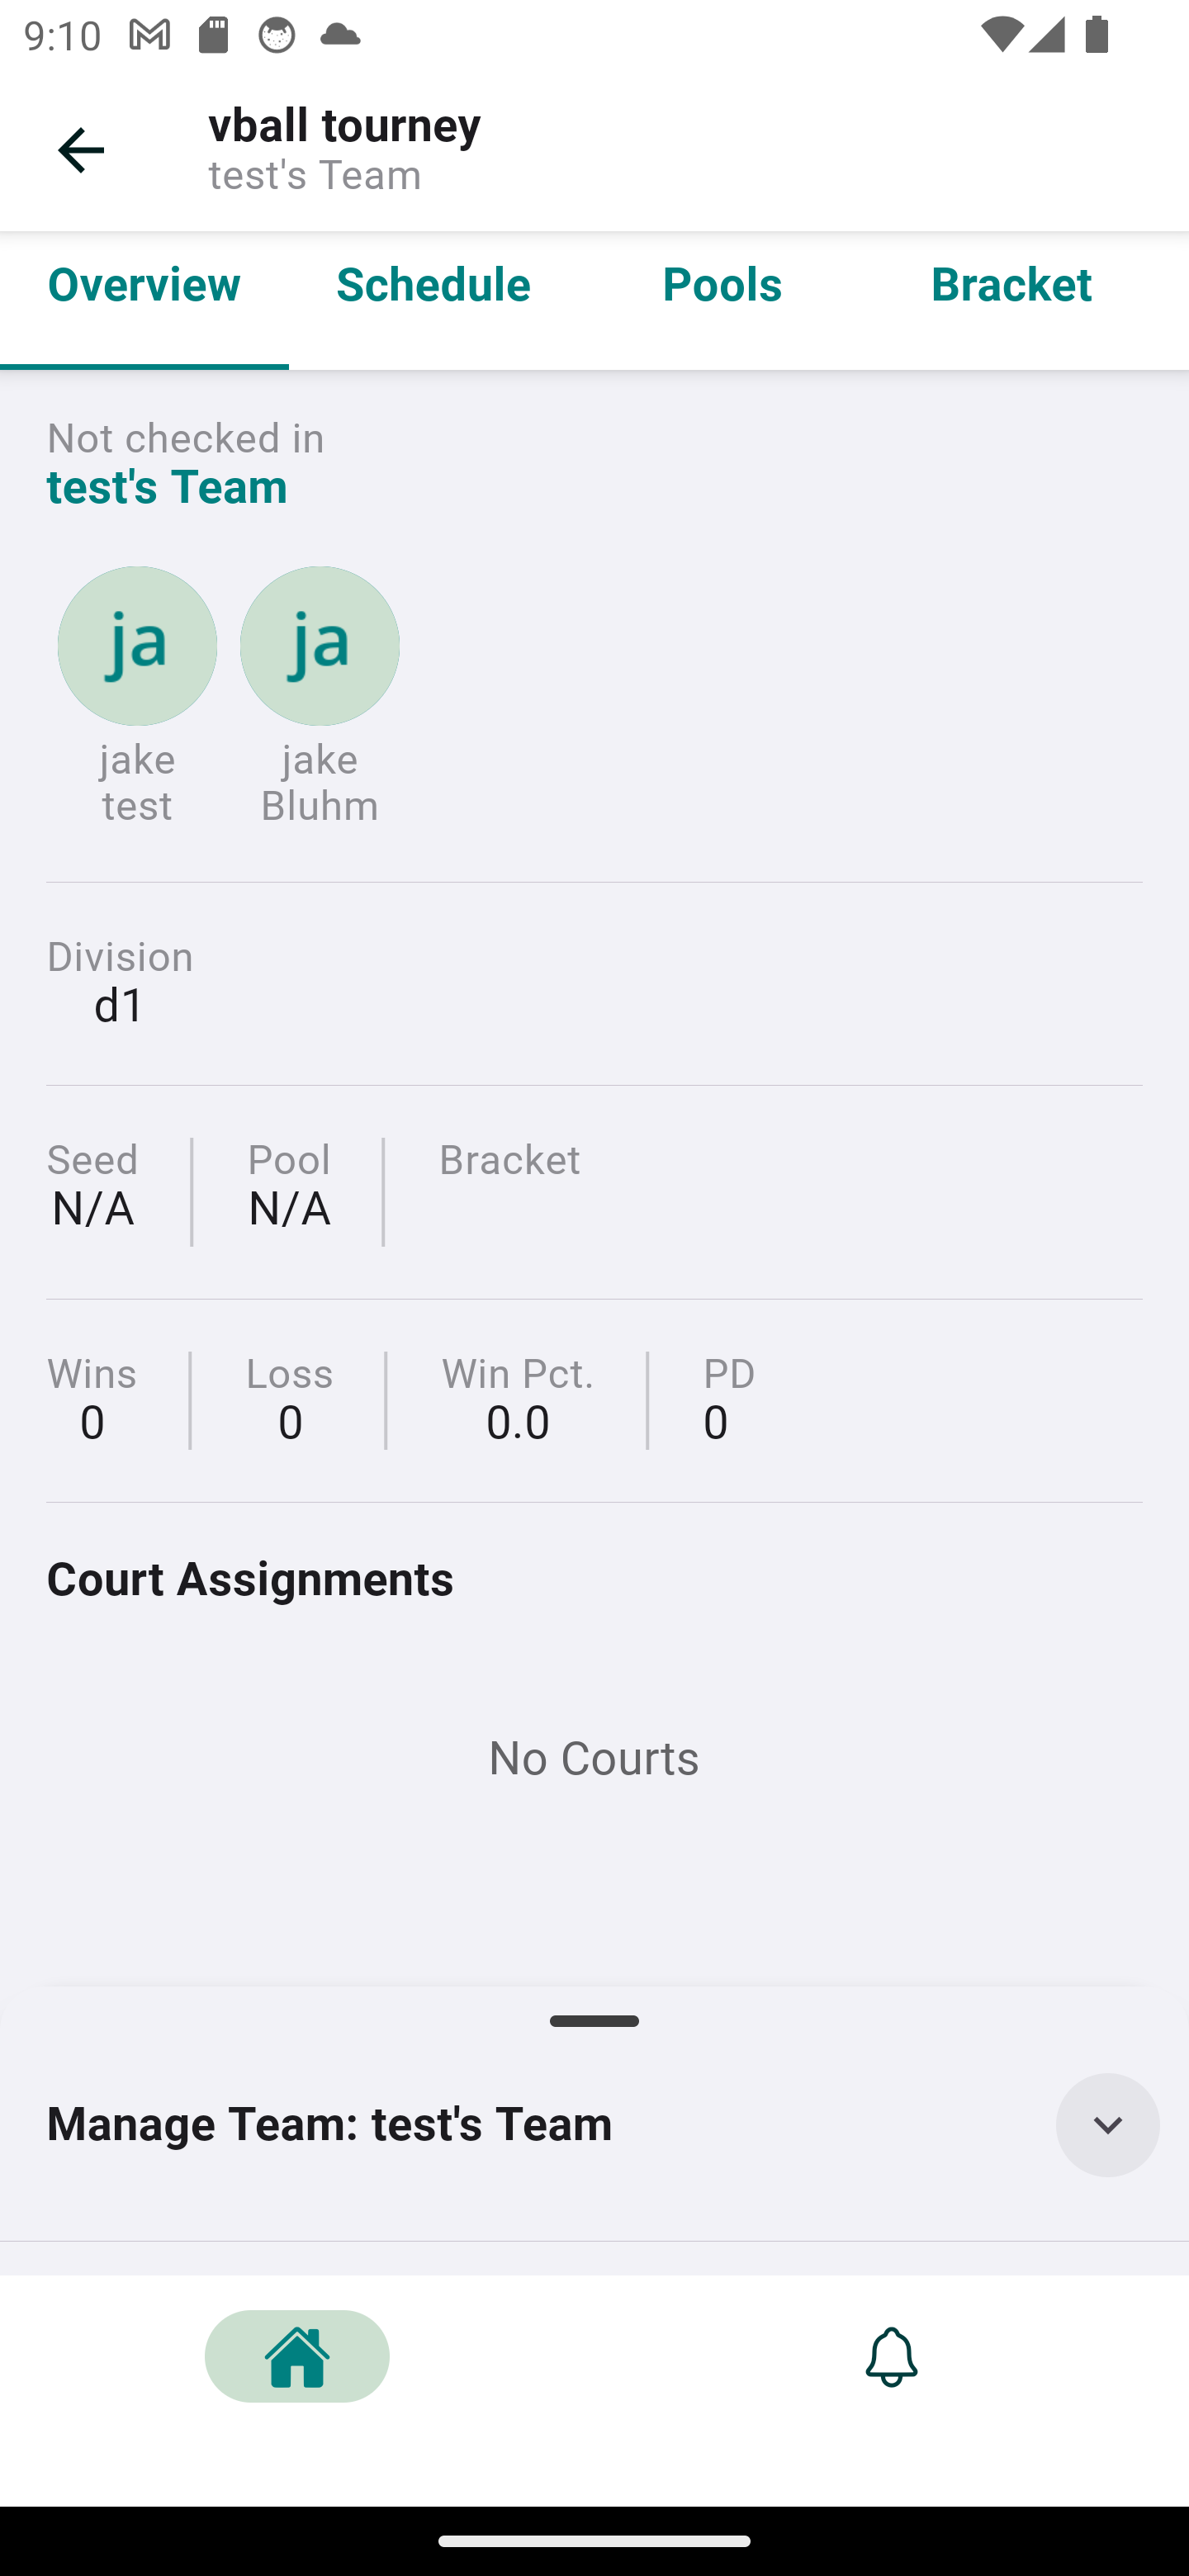 9:10
vball tourney
test's Team
Overview Schedule Pools Bracket
Not checked in
test's Team
ja ja
jake test
jake Bluhm
Division
d1
Seed Pool Bracket
N/A N/A
Wins Loss Win Pct. PD
0 0 0.0 0
Court Assignments
No Courts
Manage Team: test's Team